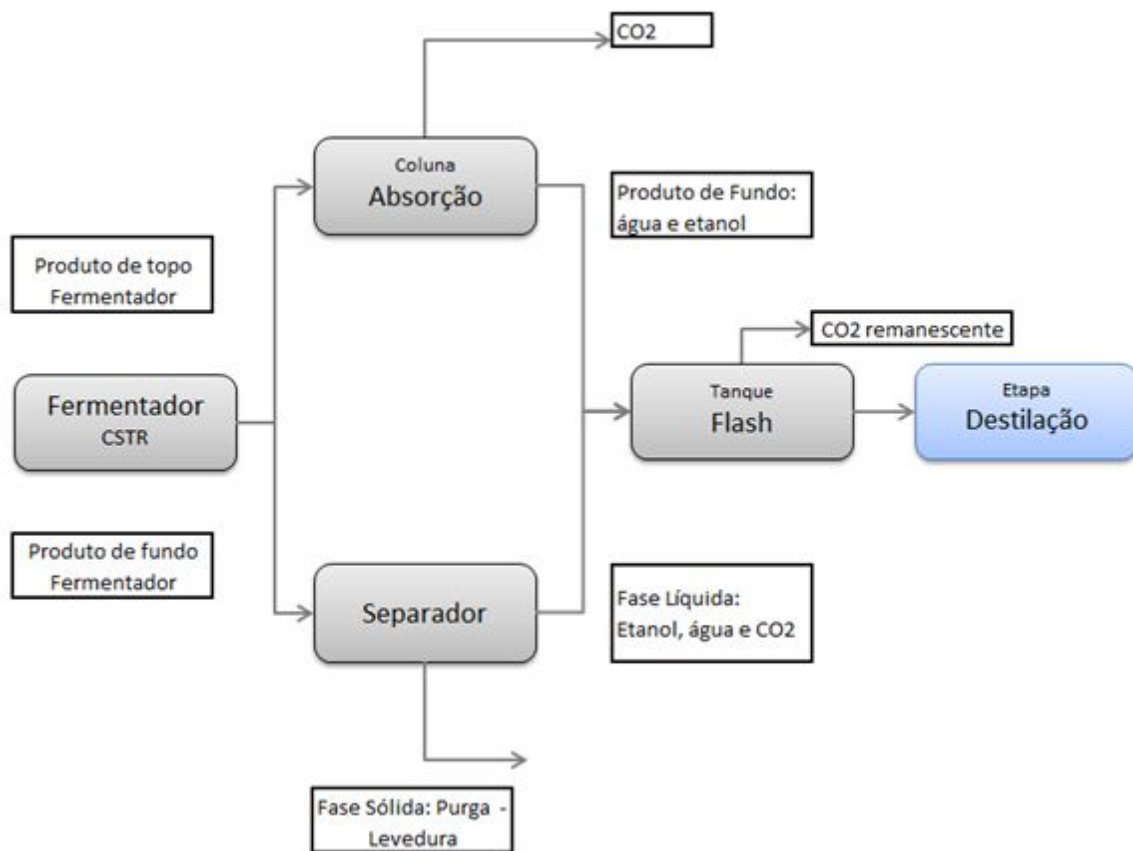 CO2
Coluna
Absorção
Produto de Fundo:
água e etanol
Produto de topo
Fermentador
CO2 remanescente
Fermentador
CSTR
Tanque
Flash
Etapa
Destilação
Produto de fundo
Fermentador
Separador
Fase Líquida:
Etanol, água e CO2
Fase Sólida: Purga -
Levedura